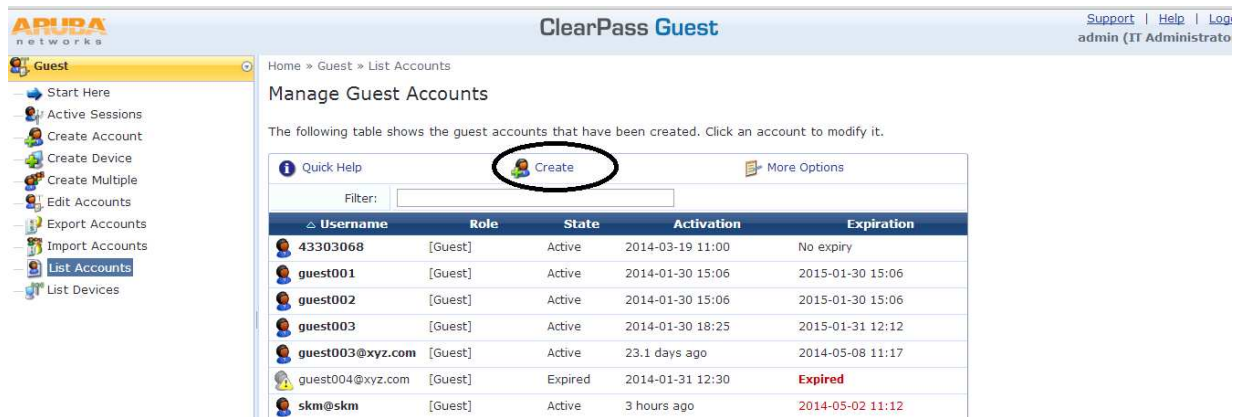 ARUBA
networks
ClearPass Guest
Support | Help |
admin (IT
Guest
Start Here
Active Sessions
Create Account
Create Device
Create Multiple
Edit Accounts
Export Accounts
Import Accounts
List Accounts
List Devices
Home » Guest » List Accounts
Manage Guest Accounts
The following table shows the guest accounts that have been created. Click an account to modify it.
Quick Help Create More Options
Filter:
Username Role State Activation Expiration
43303068 [Guest] Active 2014-03-19 11:00 No expiry
guest001 [Guest] Active 2014-01-30 15:06 2015-01-30 15:06
guest002 [Guest] Active 2014-01-30 15:06 2015-01-30 15:06
guest003 [Guest] Active 2014-01-30 18:25 2015-01-31 12:12
guest003@xyz.com [Guest] Active 23.1 days ago 2014-05-08 11:17
guest004@xyz.com [Guest] Expired 2014-01-31 12:30 Expired
skm@skm [Guest] Active 3 hours ago 2014-05-02 11:12